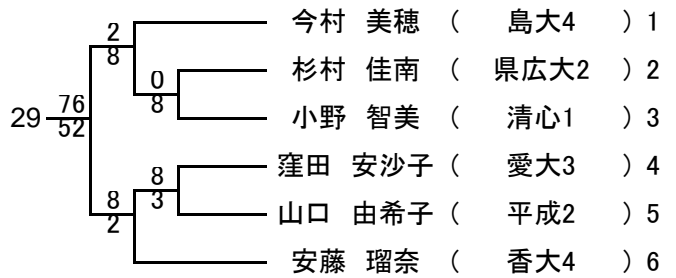 今村 美穂 ( 島大4 ) 1
2
8
杉村 佳南 ( 県広大2 ) 2
0
8
29 76
52
小野 智美 ( 清心1 ) 3
窪田 安沙子 ( 愛大3 ) 4
8
3
8
2
山口 由希子 ( 平成2 ) 5
安藤 瑠奈 ( 香大4 ) 6